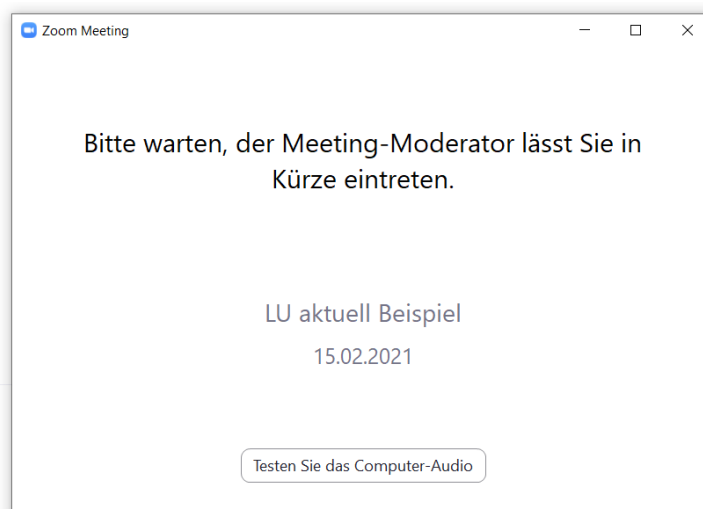 Zoom Meeting
Bitte warten, der Meeting-Moderator lässt Sie in
Kürze eintreten.
LU aktuell Beispiel
15.02.2021
Testen Sie das Computer-Audio